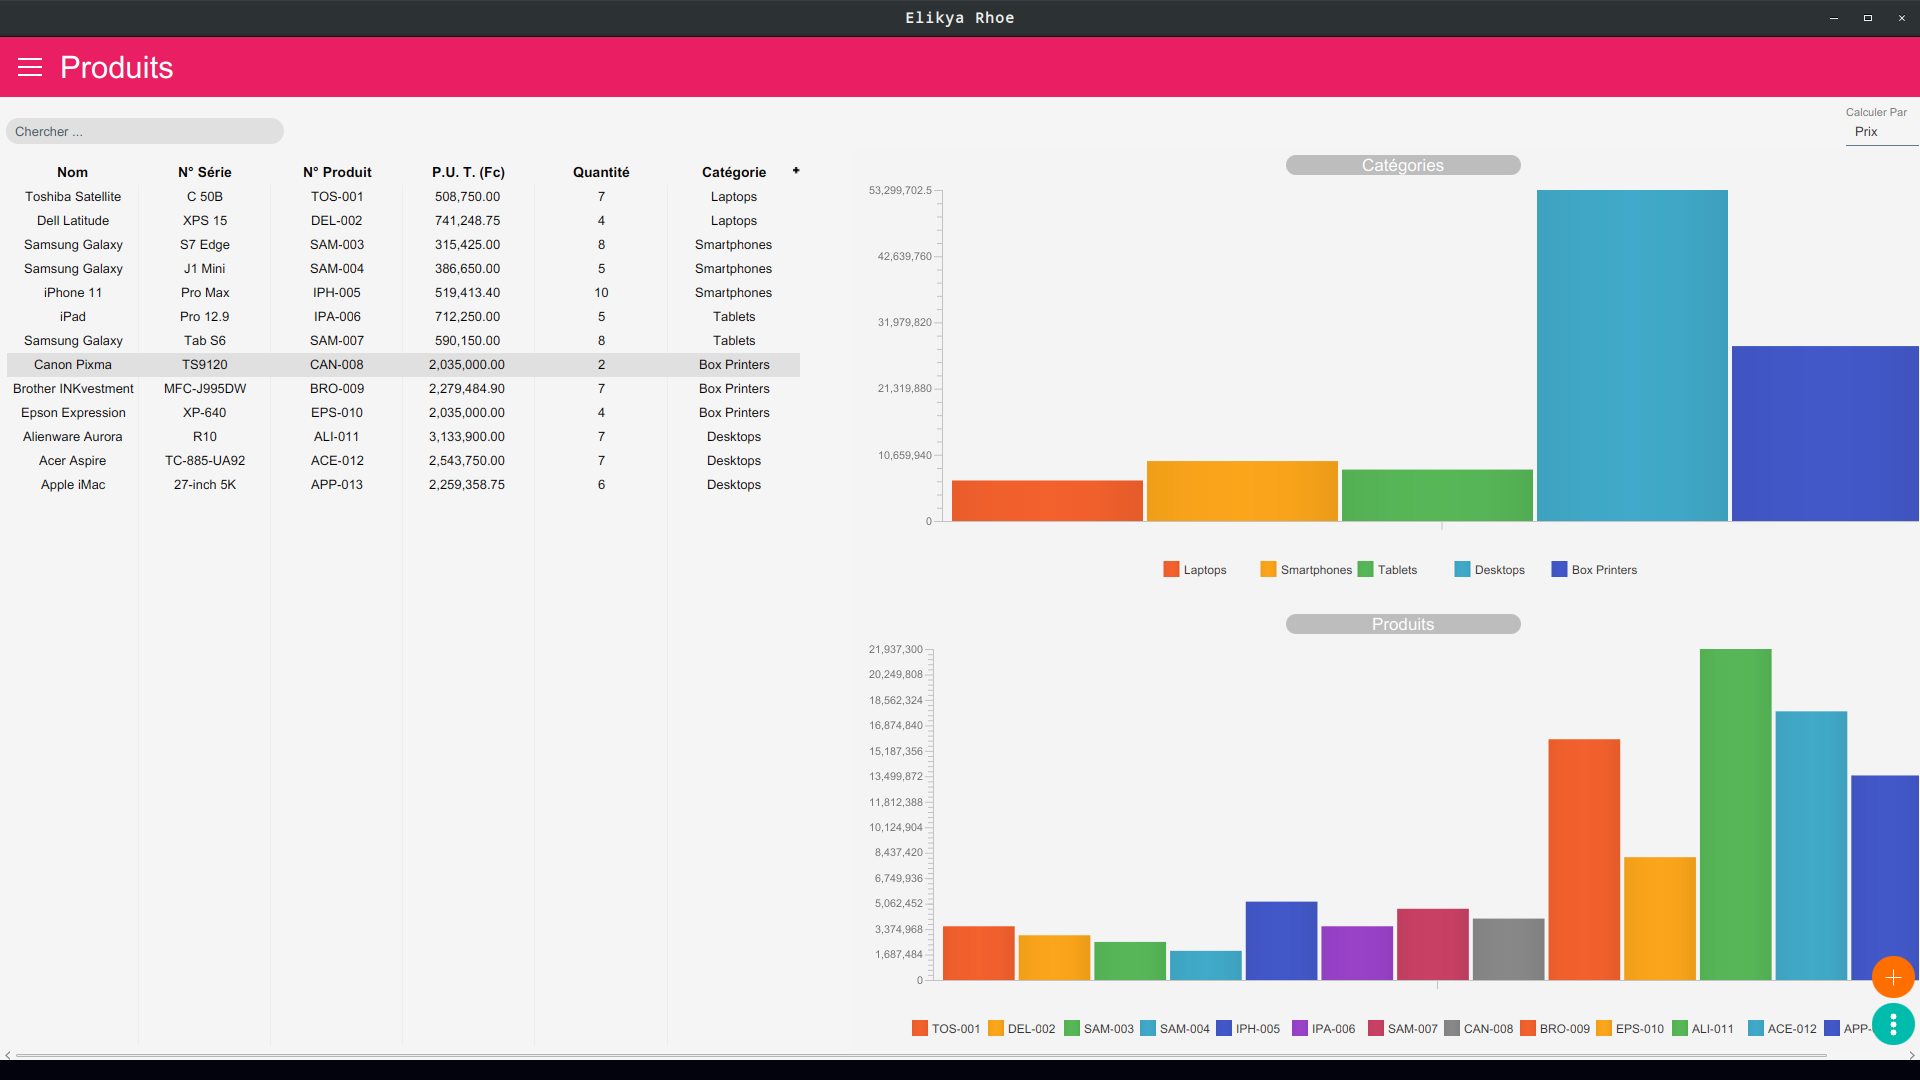 Elikya Rhoe
Produits
Chercher ...
Calculer Par
Prix
Nom N° Série N° Produit P.U. T. (Fc) Quantité Catégorie +
Toshiba Satellite C 50B TOS-001 508,750.00 7 Laptops
Dell Latitude XPS 15 DEL-002 741,248.75 4 Laptops
Samsung Galaxy S7 Edge SAM-003 315,425.00 8 Smartphones
Samsung Galaxy J1 Mini SAM-004 386,650.00 5 Smartphones
iPhone 11 Pro Max IPH-005 519,413.40 10 Smartphones
iPad Pro 12.9 IPA-006 712,250.00 5 Tablets
Samsung Galaxy Tab S6 SAM-007 590,150.00 8 Tablets
Canon Pixma TS9120 CAN-008 2,035,000.00 2 Box Printers
Brother INKvestment MFC-J995DW BRO-009 2,279,484.90 7 Box Printers
Epson Expression XP-640 EPS-010 2,035,000.00 4 Box Printers
Alienware Aurora R10 ALI-011 3,133,900.00 7 Desktops
Acer Aspire TC-885-UA92 ACE-012 2,543,750.00 7 Desktops
Apple iMac 27-inch 5K APP-013 2,259,358.75 6 Desktops
Catégories
53,299,702.5
42,639,760
31,979,820
21,319,880
10,659,940
0
Laptops Smartphones Tablets Desktops Box Printers
Produits
21,937,300
20,249,808
18,562,324
16,874,840
15,187,356
13,499,872
11,812,388
10,124,904
8,437,420
6,749,936
5,062,452
3,374,968
1,687,484
0
TOS-001 DEL-002 SAM-003 SAM-004 IPH-005 IPA-006 SAM-007 CAN-008 BRO-009 EPS-010 ALI-011 ACE-012 APP-